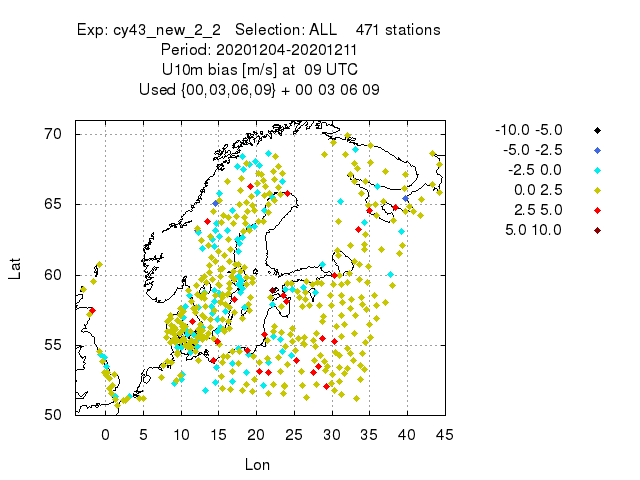 Exp: cy43_new_2_2 Selection: ALL 471 stations
Period: 20201204-20201211
U10m bias [m/s] at 09 UTC
Used {00,03,06,09} + 00 03 06 09
70
65
60
55
50
Lat
0 5 10 15 20 25 30 35 40 45
Lon
-10.0 -5.0
-5.0 -2.5
-2.5 0.0
0.0 2.5
2.5 5.0
5.0 10.0